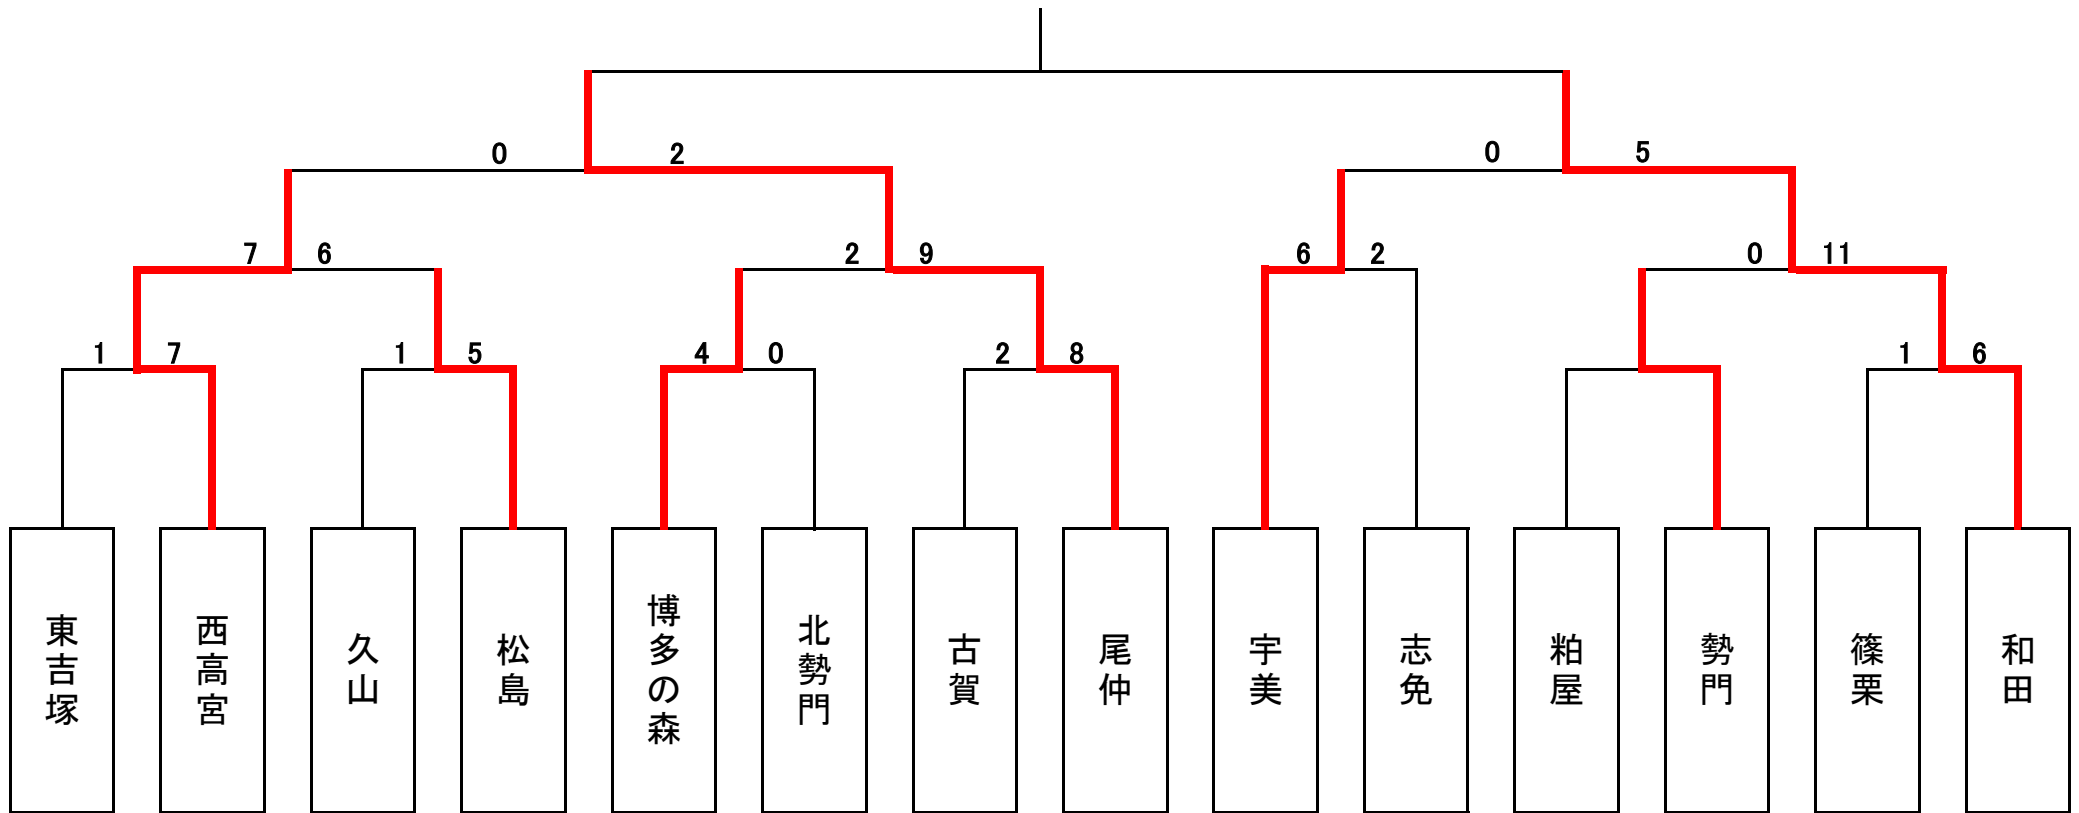 0 2 0 5
7 6 2 9 6 2 0 11
1 7 1 5 4 0 2 8 1 6
東吉塚
西高宮
久山
松島
博多の森
北勢門
古賀
尾仲
宇美
志免
粕屋
勢門
篠栗
和田